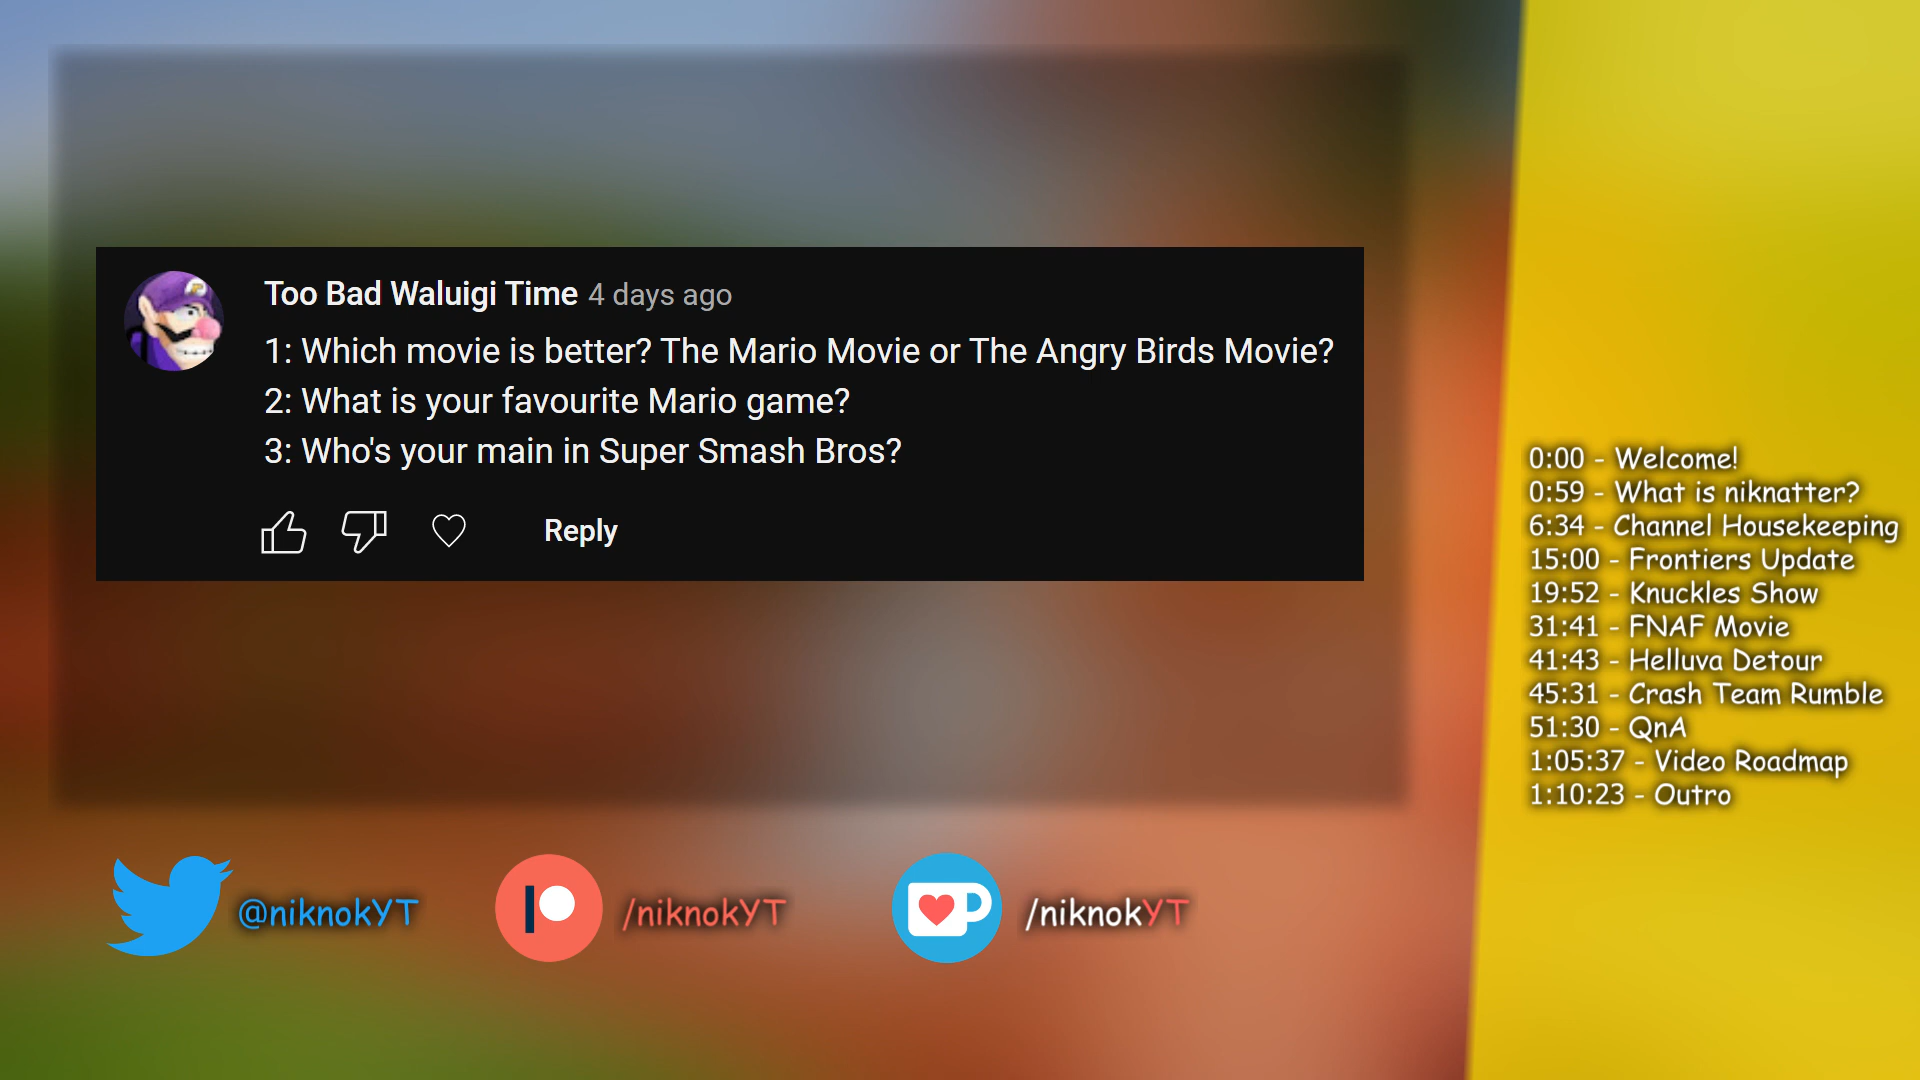 Too Bad Waluigi Time 4 days ago
1: Which movie is better? The Mario Movie or The Angry Birds Movie?
2: What is your favourite Mario game?
3: Who's your main in Super Smash Bros?
Reply
0:00 - Welcome!
0:59 - What is niknatter?
6:34 - Channel Housekeeping
15:00 - Frontiers Update
19:52 - Knuckles Show
31:41 - FNAF Movie
41:43 - Helluva Detour
45:31 - Crash Team Rumble
51:30 - QnA
1:05:37 - Video Roadmap
1:10:23 - Outro
@niknokYT
/niknokYT
/niknokYT